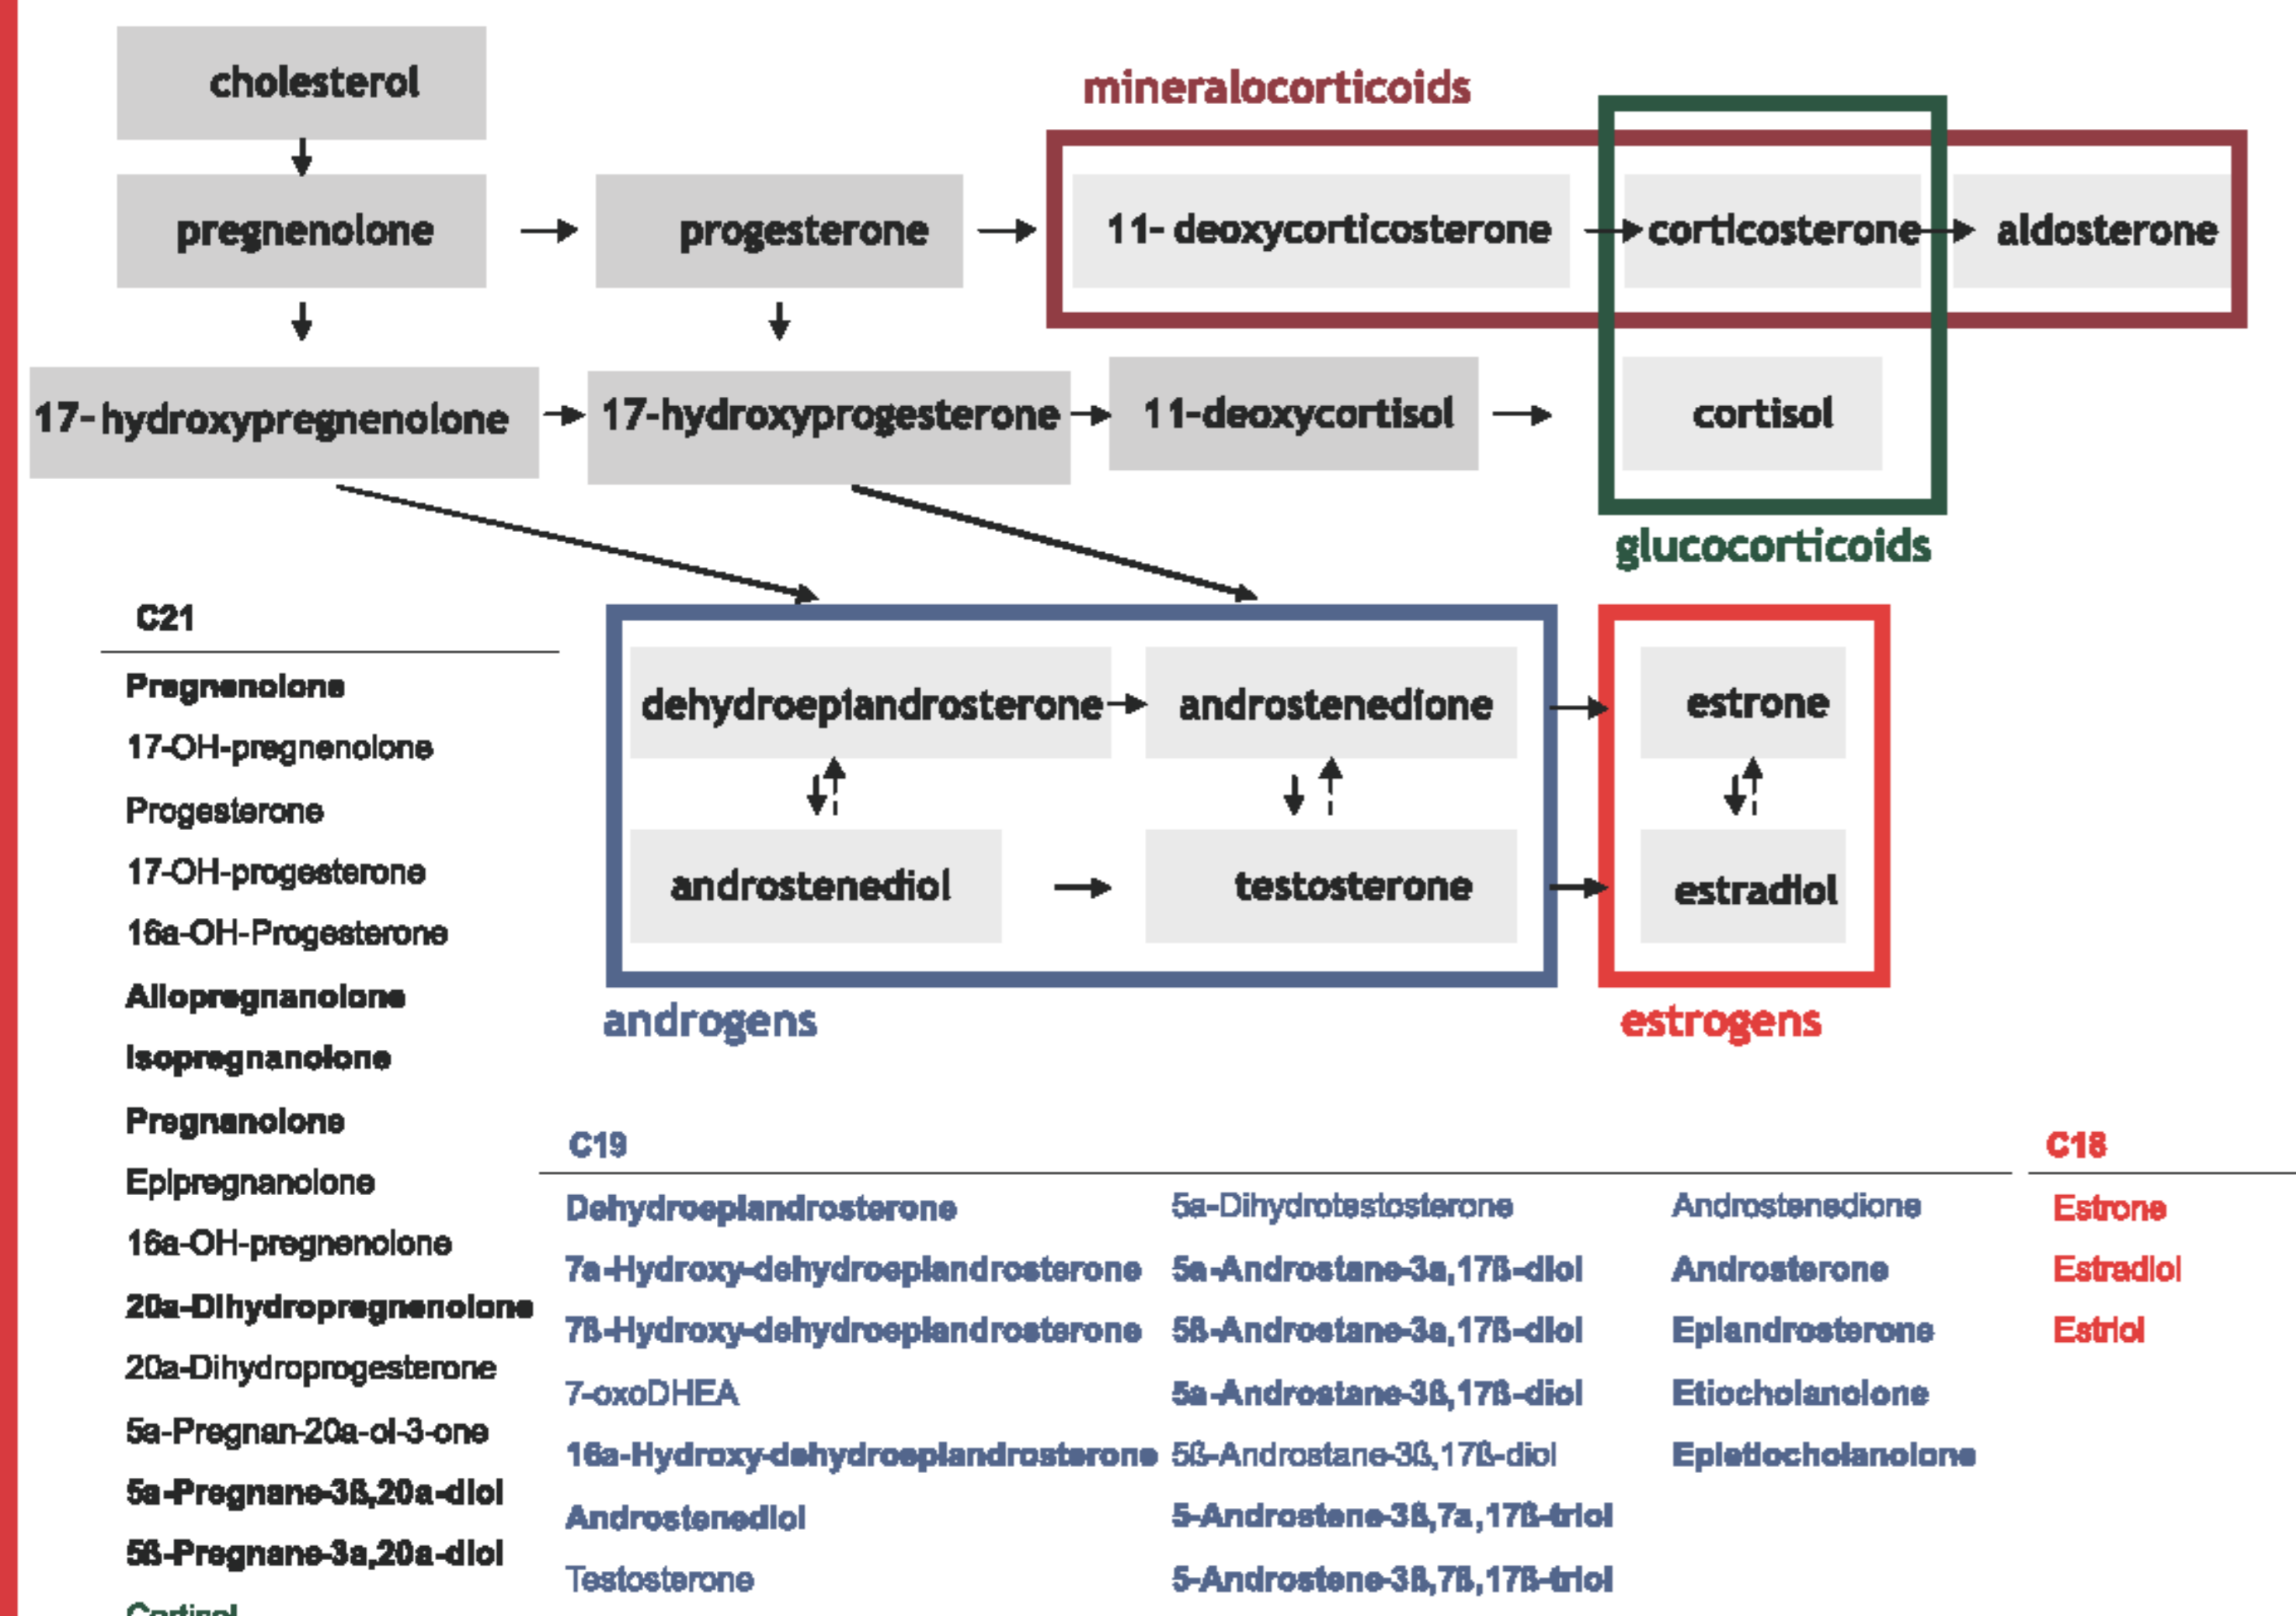 cholesterol
mineralocorticoids
pregnenolone
progesterone
11- deoxycorticosterone
corticosterone
aldosterone
17- hydroxypregnenolone
17-hydroxyprogesterone
11-deoxycortisol
cortisol
glucocorticoids
dehydroepiandrosterone
androstenedione
estrone
androstenediol
testosterone
estradiol
androgens
estrogens
C21
Pregnenolone
17-OH-pregnenolone
Progesterone
17-OH-progesterone
16a-OH-Progesterone
Allopregnanolone
Isopregnanolone
Pregnanolone
Epipregnanolone
16a-OH-pregnenolone
20a-Dihydropregnenolone
20a-Dihydroprogesterone
5a-Pregnan-20a-ol-3-one
5a-Pregnane-3ß,20a-diol
5ß-Pregnane-3a,20a-diol
Cortisol
C19
Dehydroepiandrosterone
7a-Hydroxy-dehydroepiandrosterone
7ß-Hydroxy-dehydroepiandrosterone
7-oxoDHEA
16a-Hydroxy-dehydroepiandrosterone
Androstenediol
Testosterone
5a-Dihydrotestosterone
5a-Androstane-3a,17ß-diol
5ß-Androstane-3a,17ß-diol
5a-Androstane-3ß,17ß-diol
5ß-Androstane-3ß,17ß-diol
5-Androstene-3ß,7a,17ß-triol
5-Androstene-3ß,7ß,17ß-triol
Androstenedione
Androsterone
Epiandrosterone
Etiocholanolone
Epietiocholanolone
C18
Estrone
Estradiol
Estriol